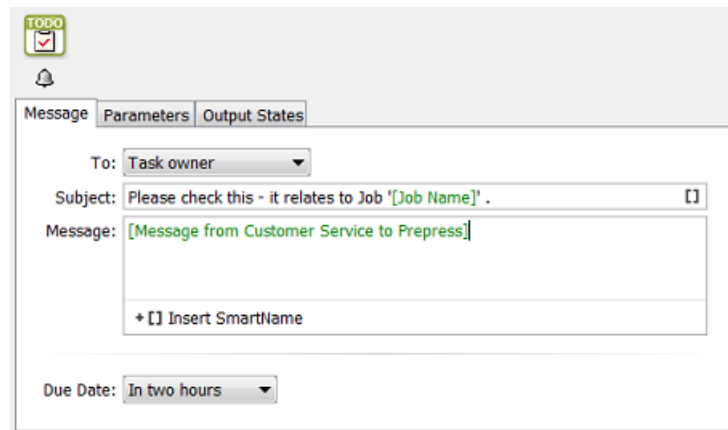 TODO
Message Parameters Output States
To: Task owner
Subject: Please check this - it relates to Job '[Job Name]' . []
Message: [Message from Customer Service to Prepress]
+ [] Insert SmartName
Due Date: In two hours